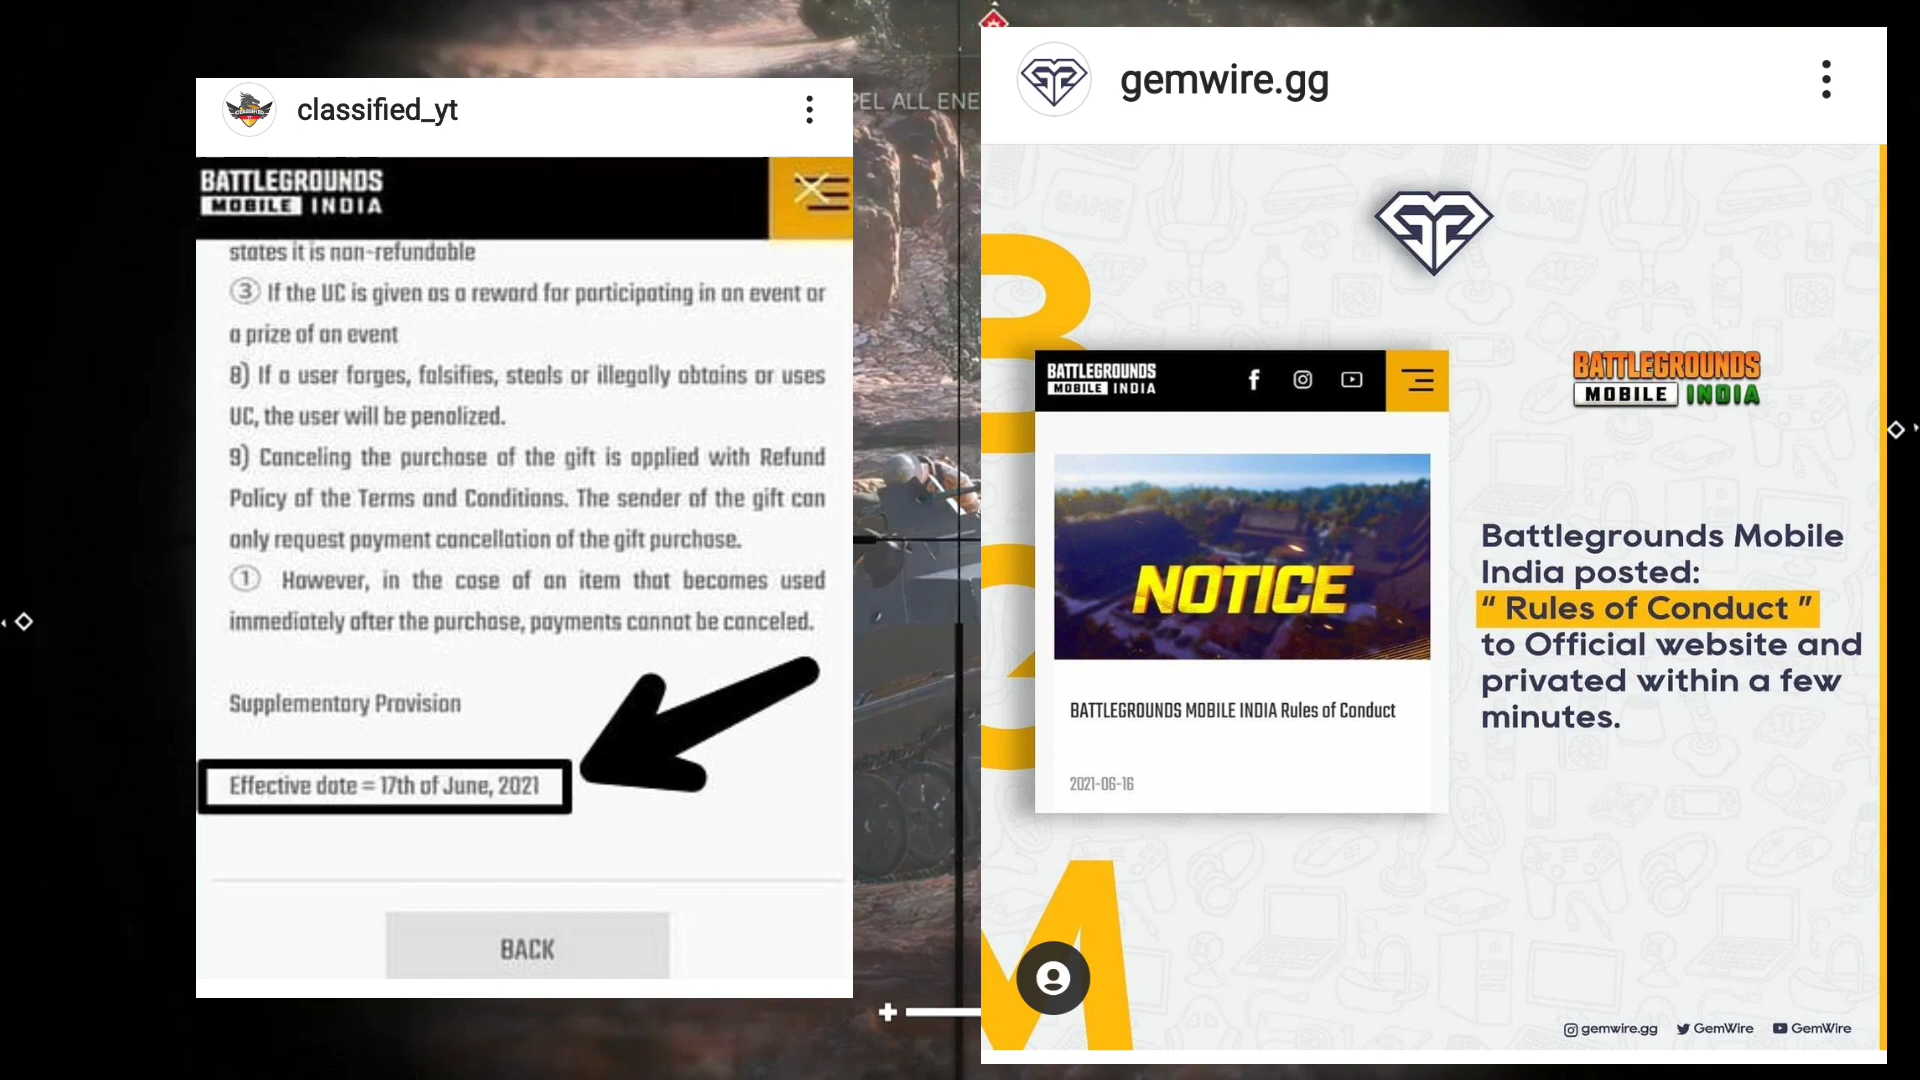 classified_yt
BATTLEGROUNDS
MOBILE INDIA
states it is non-refundable
③ If the UC is given as a reward for participating in an event or
a prize of an event
8) If a user forges, falsifies, steals or illegally obtains or uses
UC, the user will be penalized.
9) Canceling the purchase of the gift is applied with Refund
Policy of the Terms and Conditions. The sender of the gift can
only request payment cancellation of the gift purchase.
① However, in the case of an item that becomes used
immediately after the purchase, payments cannot be canceled.
Supplementary Provision
Effective date = 17th of June, 2021
BACK
PEL ALL ENE
gemwire.gg
BATTLEGROUNDS
MOBILE INDIA
NOTICE
BATTLEGROUNDS MOBILE INDIA Rules of Conduct
2021-06-16
BATTLEGROUNDS
MOBILE INDIA
Battlegrounds Mobile
India posted:
“ Rules of Conduct ”
to Official website and
privated within a few
minutes.
gemwire.gg GemWire GemWire